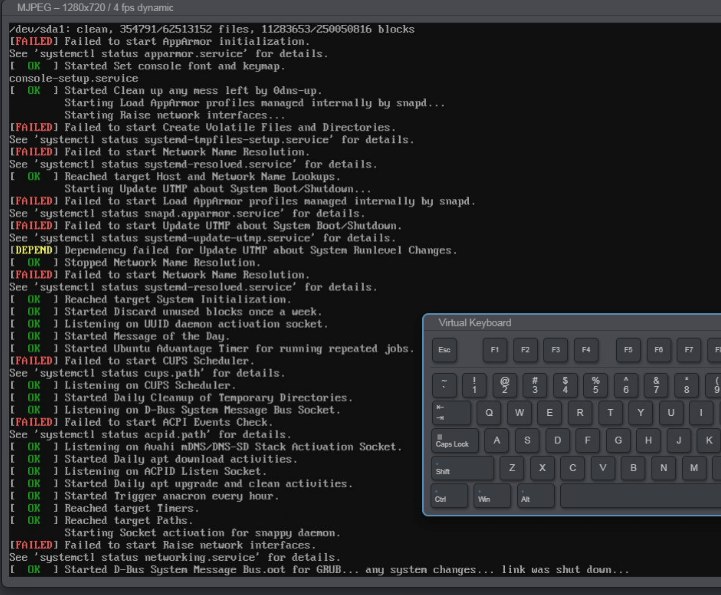 MJPEG – 1280x720 / 4 fps dynamic
/dev/sda1: clean, 354791/62513152 files, 11283653/250050816 blocks
[FAILED] Failed to start AppArmor initialization.
See 'systemctl status apparmor.service' for details.
[  OK  ] Started Set console font and keymap.
console-setup.service
[  OK  ] Started Clean up any mess left by 0dns-up.
Starting Load AppArmor profiles managed internally by snapd...
Starting Raise network interfaces...
[FAILED] Failed to start Create Volatile Files and Directories.
See 'systemctl status systemd-tmpfiles-setup.service' for details.
[FAILED] Failed to start Network Name Resolution.
See 'systemctl status systemd-resolved.service' for details.
[  OK  ] Reached target Host and Network Name Lookups.
Starting Update UTMP about System Boot/Shutdown...
[FAILED] Failed to start Load AppArmor profiles managed internally by snapd.
See 'systemctl status snapd.apparmor.service' for details.
[FAILED] Failed to start Update UTMP about System Boot/Shutdown.
See 'systemctl status systemd-update-utmp.service' for details.
[DEPEND] Dependency failed for Update UTMP about System Runlevel Changes.
[  OK  ] Stopped Network Name Resolution.
[FAILED] Failed to start Network Name Resolution.
See 'systemctl status systemd-resolved.service' for details.
[  OK  ] Reached target System Initialization.
[  OK  ] Started Discard unused blocks once a week.
[  OK  ] Listening on UUID daemon activation socket.
[  OK  ] Started Message of the Day.
[  OK  ] Started Ubuntu Advantage Timer for running repeated jobs.
[FAILED] Failed to start CUPS Scheduler.
See 'systemctl status cups.path' for details.
[  OK  ] Listening on CUPS Scheduler.
[  OK  ] Started Daily Cleanup of Temporary Directories.
[  OK  ] Listening on D-Bus System Message Bus Socket.
[FAILED] Failed to start ACPI Events Check.
See 'systemctl status acpid.path' for details.
[  OK  ] Listening on Avahi mDNS/DNS-SD Stack Activation Socket.
[  OK  ] Started Daily apt download activities.
[  OK  ] Listening on ACPID Listen Socket.
[  OK  ] Started Daily apt upgrade and clean activities.
[  OK  ] Started Trigger anacron every hour.
[  OK  ] Reached target Timers.
[  OK  ] Reached target Paths.
Starting Socket activation for snappy daemon.
[FAILED] Failed to start Raise network interfaces.
See 'systemctl status networking.service' for details.
[  OK  ] Started D-Bus System Message Bus.oot for GRUB... any system changes... link was shut down...
Virtual Keyboard
Esc F1 F2 F3 F4 F5 F6 F7
~ ! @ # $ % ^ & * (
` 1 2 3 4 5 6 7 8 9
⇤ ⇥ Q W E R T Y U I
Caps Lock A S D F G H J K
Shift Z X C V B N M
Ctrl Win Alt